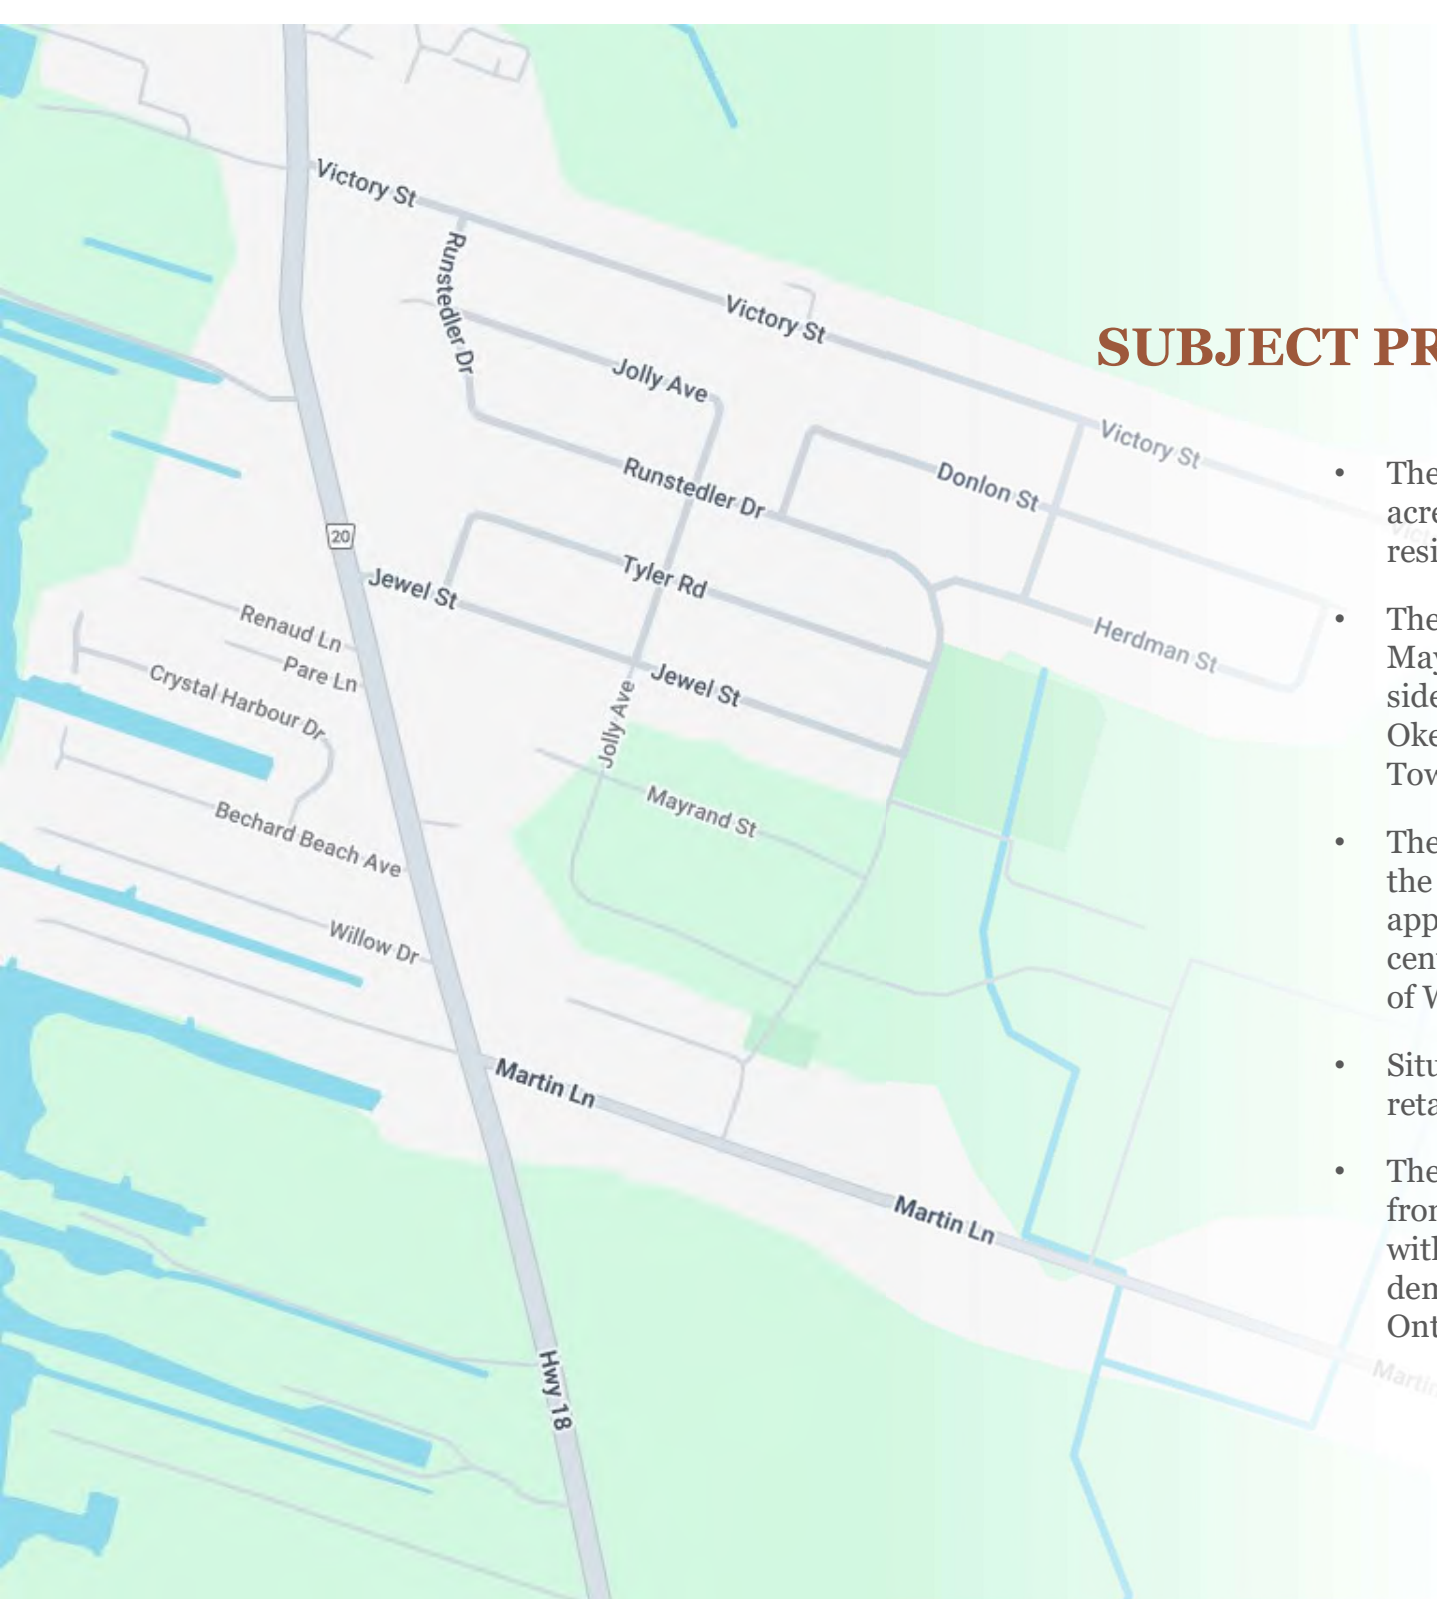 Victory St
Runstedler Dr
Victory St
Jolly Ave
Victory St
Runstedler Dr
Donlon St
20
Jewel St
Tyler Rd
Renaud Ln
Pare Ln
Herdman St
Crystal Harbour Dr
Jewel St
Jolly Ave
Mayrand St
Bechard Beach Ave
Willow Dr
Martin Ln
Martin Ln
Hwy 18
Martin
SUBJECT PR
• The
acre
resi
• The
May
side
Oke
Tow
• The
the
app
cen
of W
• Situ
reta
• The
fron
with
dem
Ont